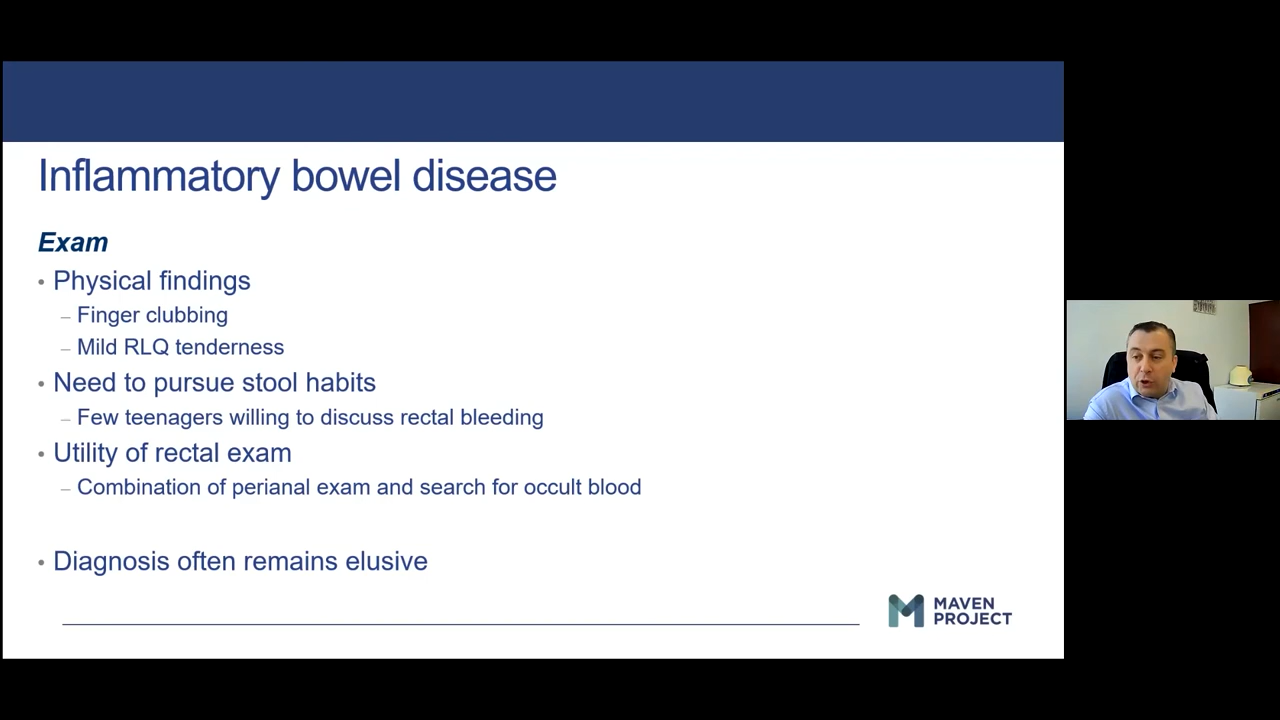 Inflammatory bowel disease
Exam
• Physical findings
– Finger clubbing
– Mild RLQ tenderness
• Need to pursue stool habits
– Few teenagers willing to discuss rectal bleeding
• Utility of rectal exam
– Combination of perianal exam and search for occult blood
• Diagnosis often remains elusive
MAVEN
PROJECT